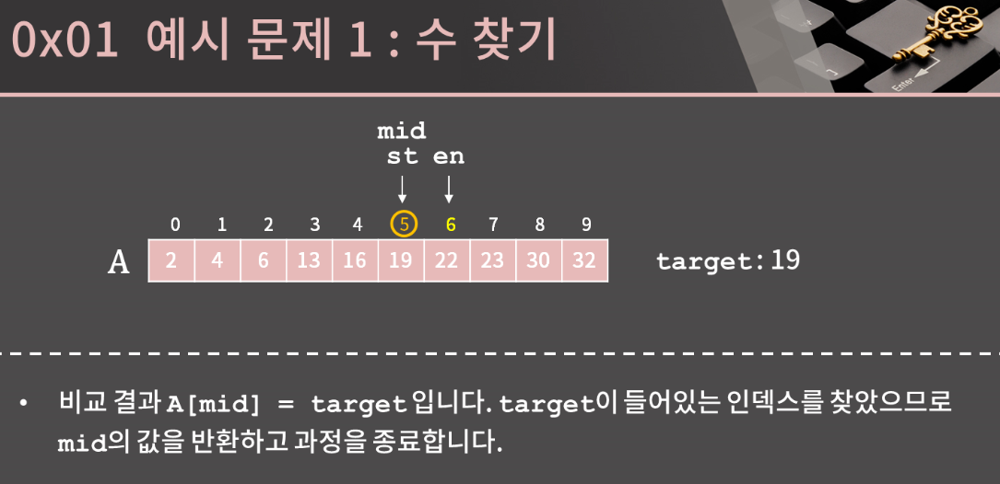 0x01 예시 문제 1 : 수 찾기
Enter
mid
st en
0 1 2 3 4 5 6 7 8 9
A 2 4 6 13 16 19 22 23 30 32 target: 19
• 비교 결과 A[mid] = target 입니다. target이 들어있는 인덱스를 찾았으므로
mid의 값을 반환하고 과정을 종료합니다.